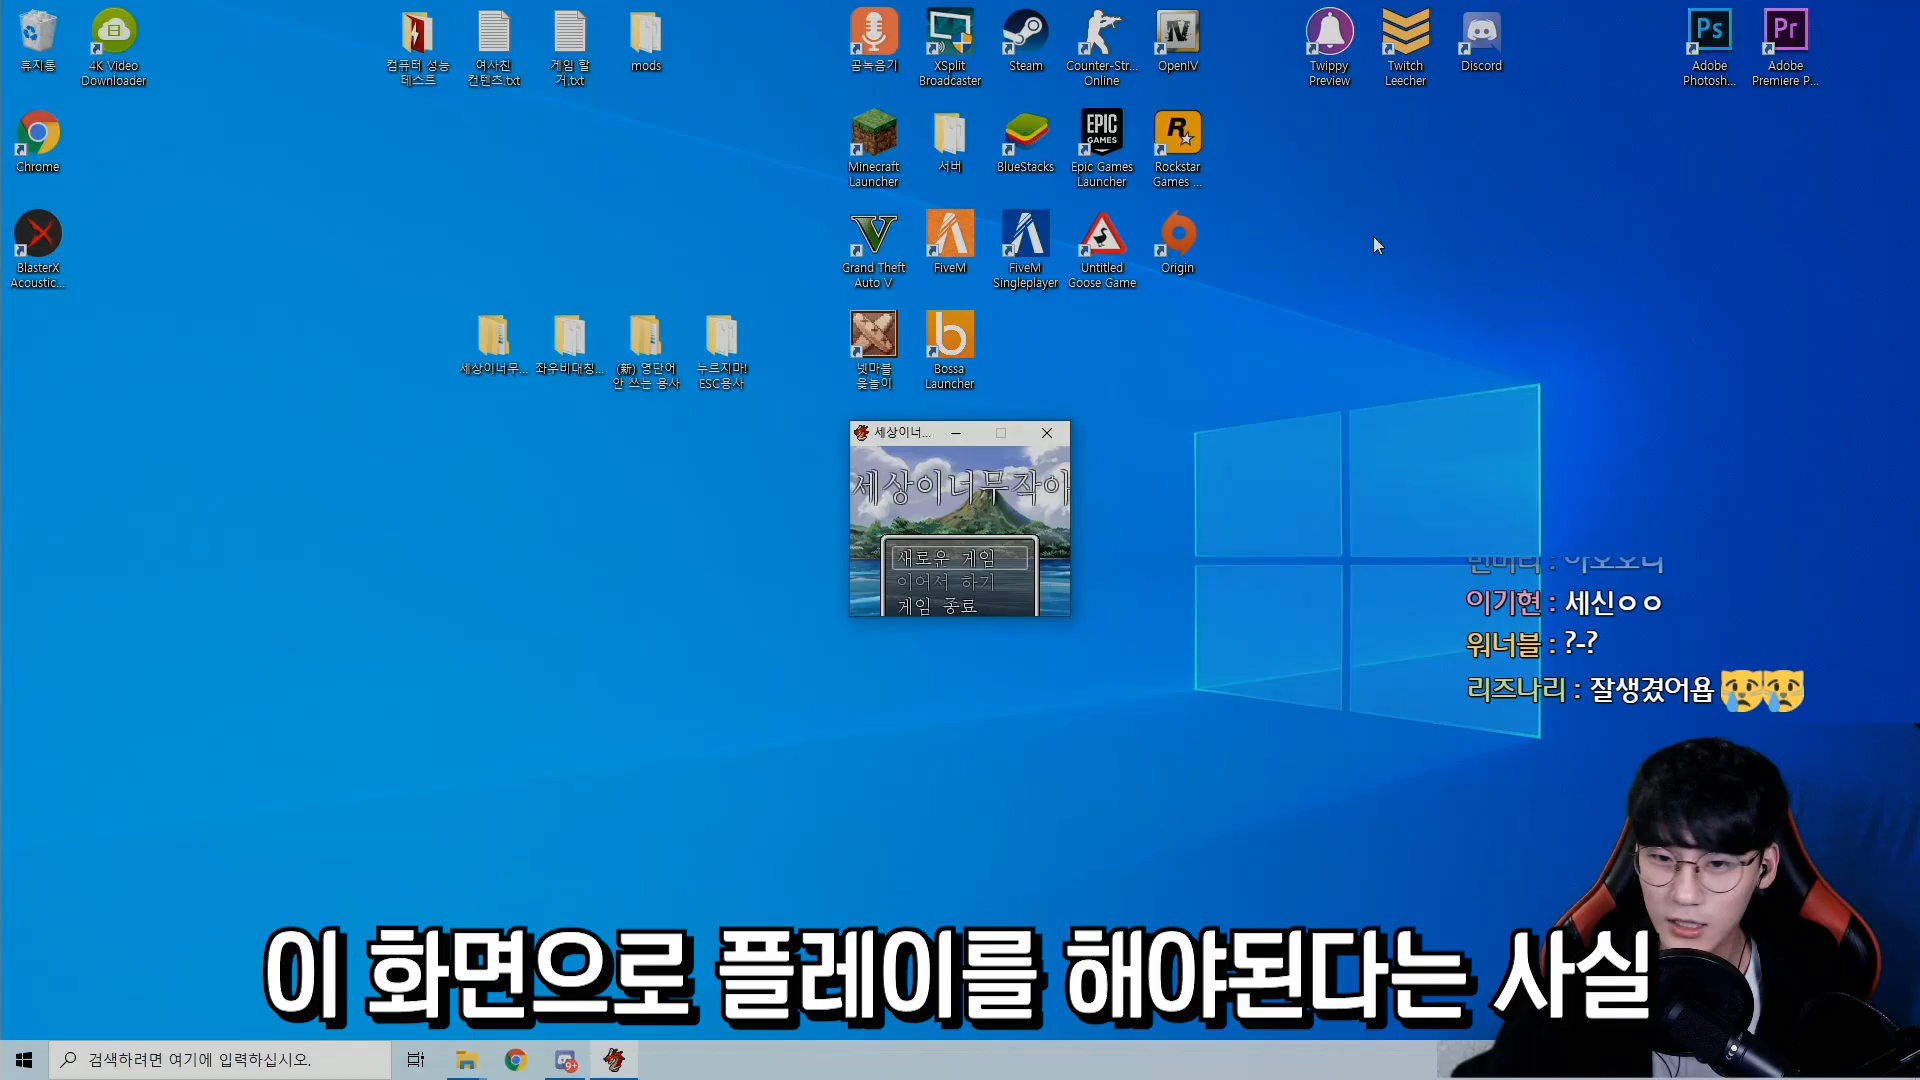 휴지통
4K Video
Downloader
컴퓨터 성능
테스트
여사친
컨텐츠.txt
게임 할
거.txt
mods
곰녹음기
XSplit
Broadcaster
Steam
Counter-Str...
Online
OpenIV
Twippy
Preview
Twitch
Leecher
Discord
Ps
Adobe
Photosh...
Pr
Adobe
Premiere P...
Chrome
Minecraft
Launcher
서버
BlueStacks
EPIC
GAMES
Epic Games
Launcher
Rockstar
Games ...
BlasterX
Acoustic...
Grand Theft
Auto V
FiveM
FiveM
Singleplayer
Untitled
Goose Game
Origin
세상이너무...
좌우비대칭...
(新) 영단어
안 쓰는 용사
누르지마!
ESC용사
넷마블
윷놀이
Bossa
Launcher
세상이너...
세상이너무작아
새로운 게임
이어서 하기
게임 종료
이기현 : 세신ㅇㅇ
워너블 : ?-?
리즈나리 : 잘생겼어욥
이 화면으로 플레이를 해야된다는 사실
검색하려면 여기에 입력하십시오.
9+